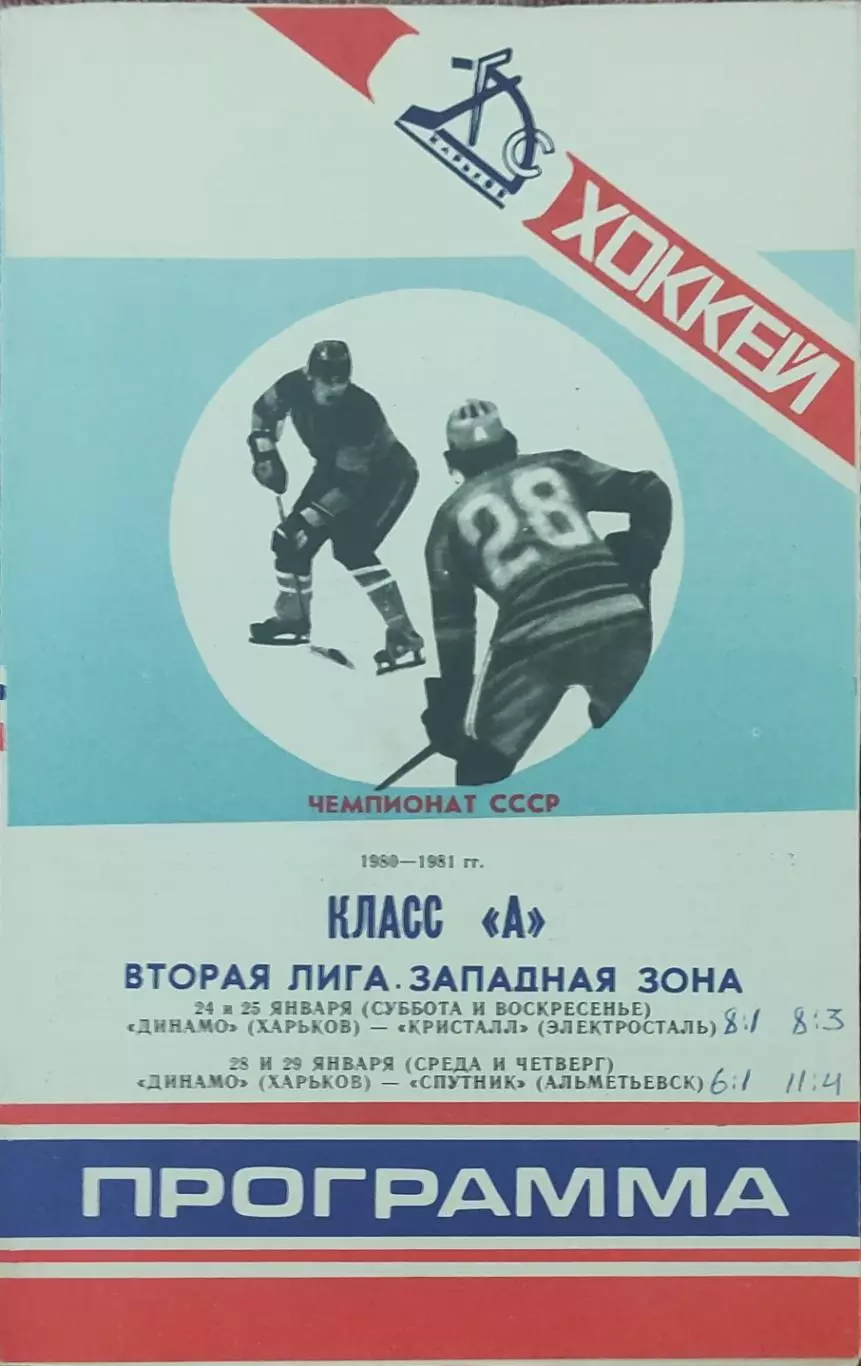 ХАРЬКОВ
С
ХОККЕЙ
28
ЧЕМПИОНАТ СССР
1980—1981 гг.
КЛАСС «А»
ВТОРАЯ ЛИГА. ЗАПАДНАЯ ЗОНА
24 и 25 ЯНВАРЯ (СУББОТА И ВОСКРЕСЕНЬЕ)
«ДИНАМО» (ХАРЬКОВ) — «КРИСТАЛЛ» (ЭЛЕКТРОСТАЛЬ) 8:1 8:3
28 И 29 ЯНВАРЯ (СРЕДА И ЧЕТВЕРГ)
«ДИНАМО» (ХАРЬКОВ) — «СПУТНИК» (АЛЬМЕТЬЕВСК) 6:1 11:4
ПРОГРАММА